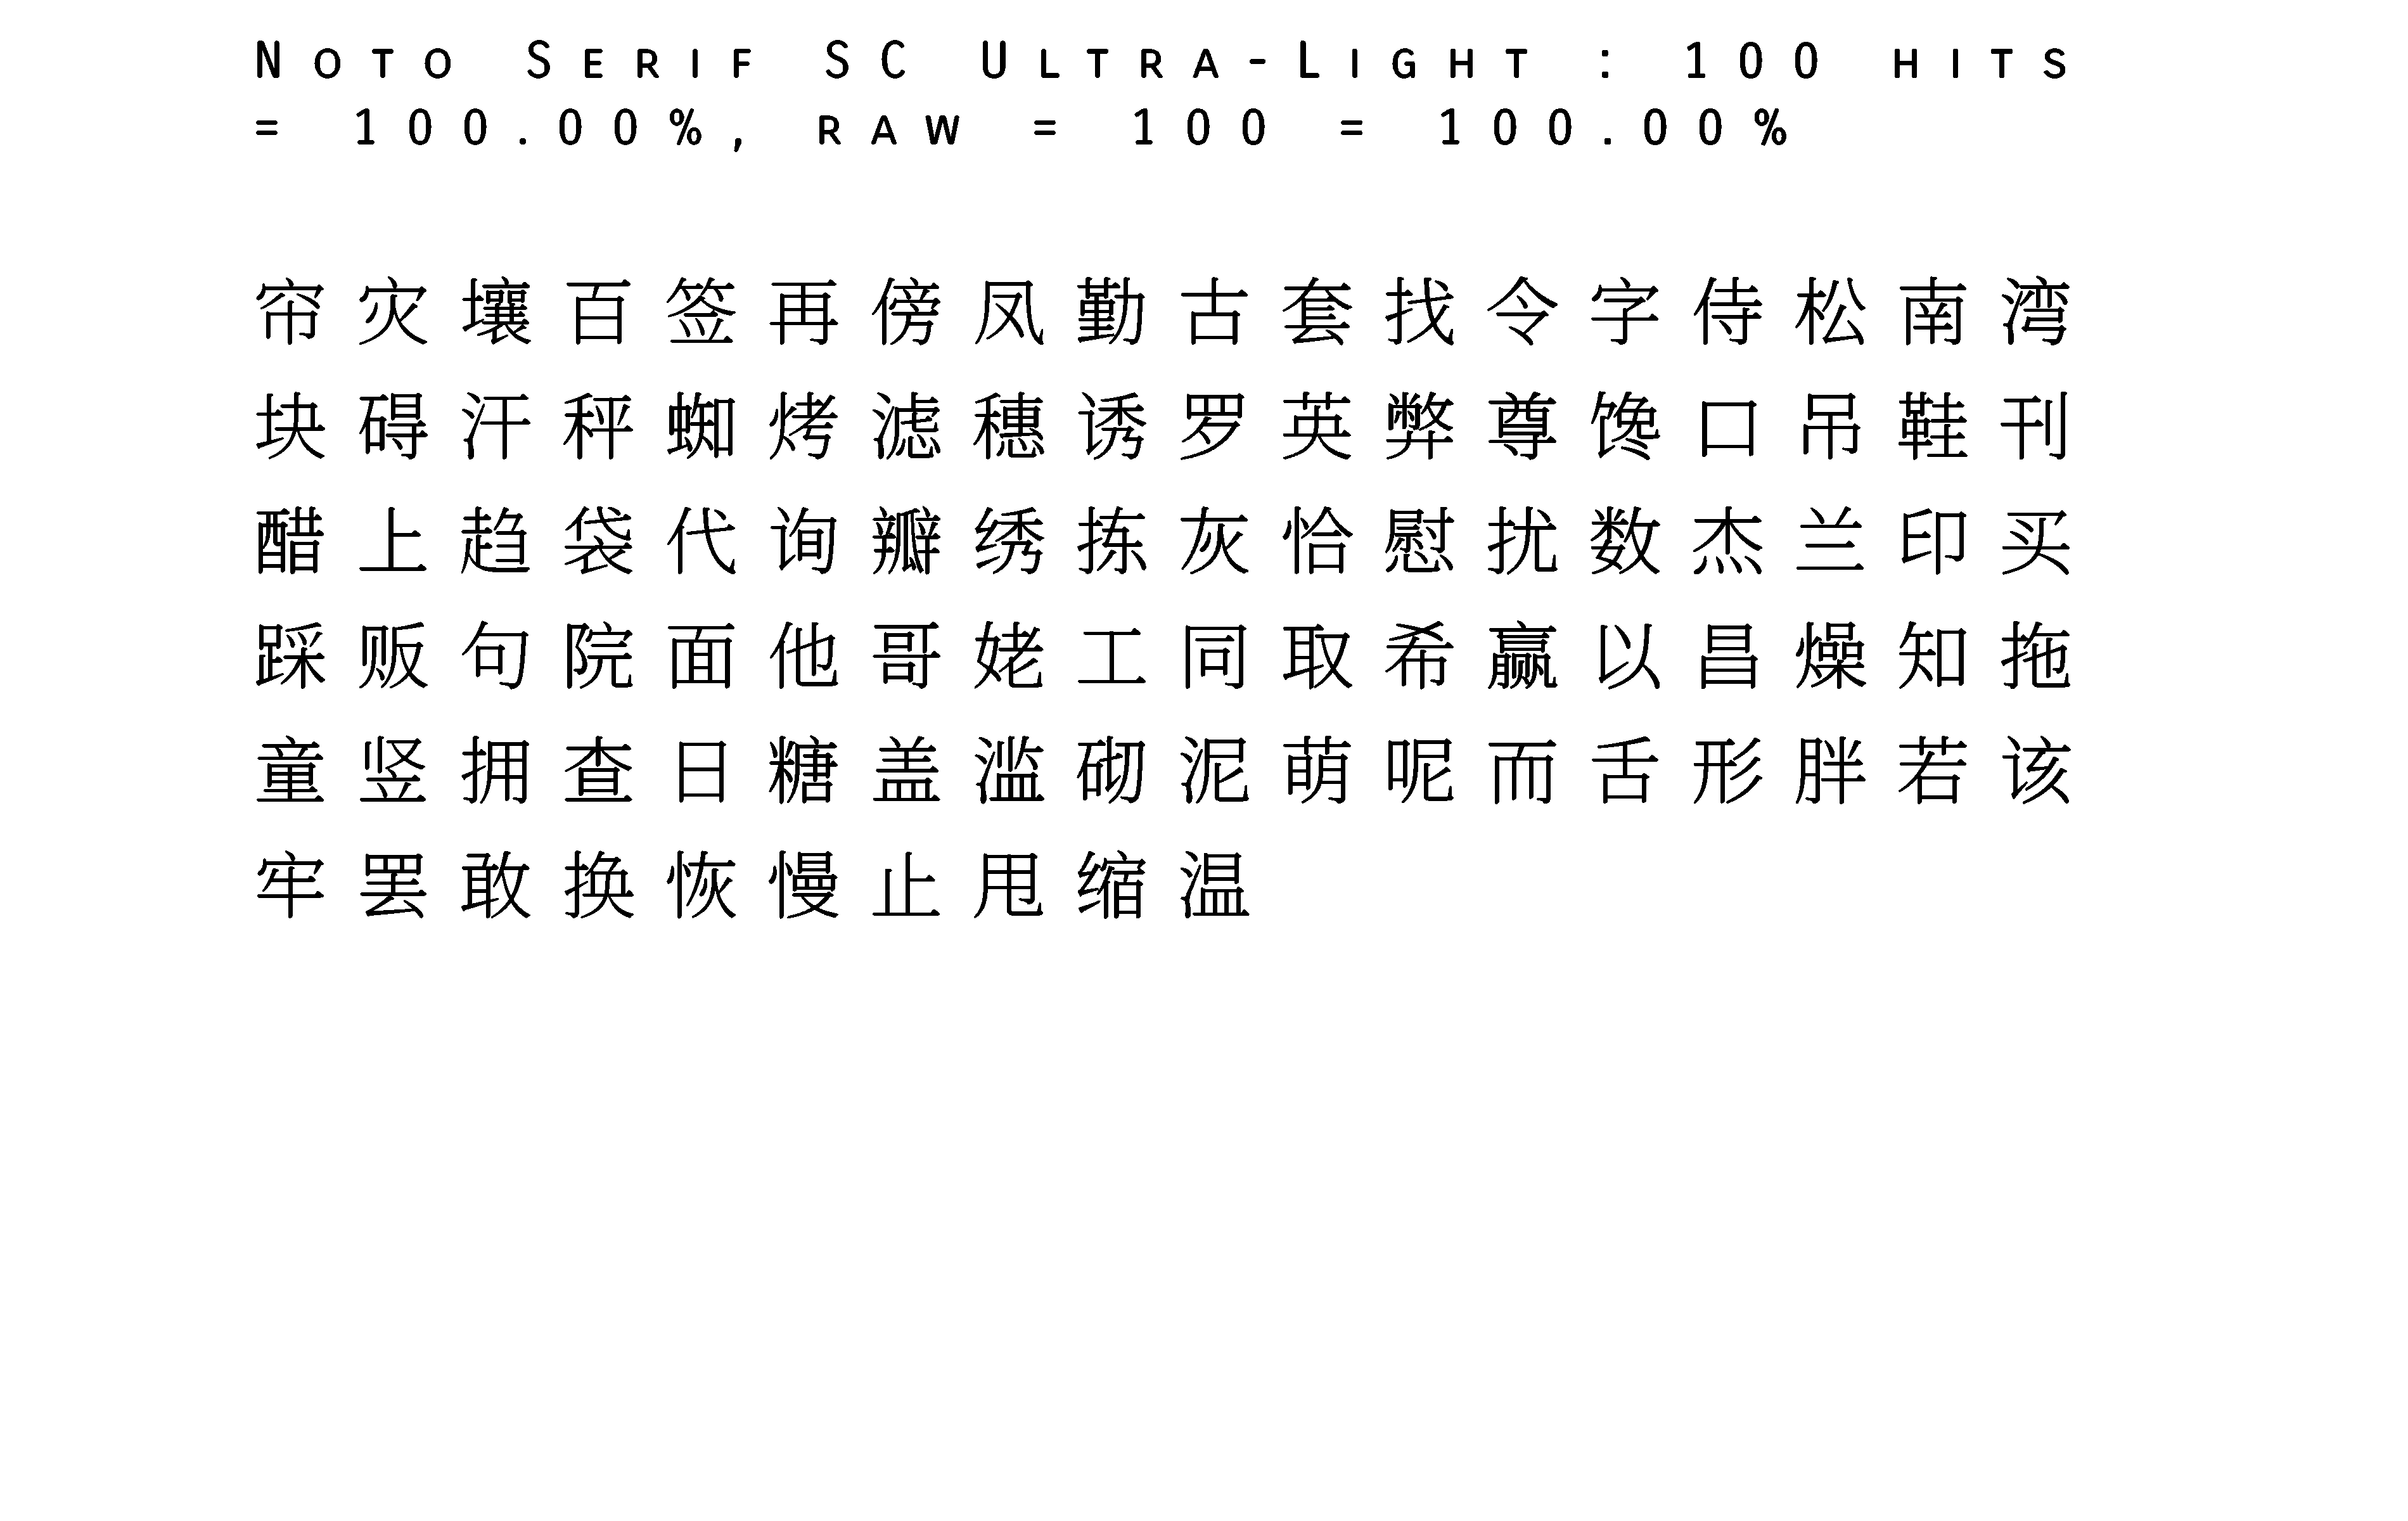 Noto Serif SC Ultra-Light : 100 hits
= 100.00%, raw = 100 = 100.00%
帘灾壤百签再傍凤勤古套找令字侍松南湾
块碍汗秤蜘烤滤穗诱罗英弊尊馋口吊鞋刊
醋上趋袋代询瓣绣拣灰恰慰扰数杰兰印买
踩贩句院面他哥姥工同取希赢以昌燥知拖
童竖拥查日糖盖滥砌泥萌呢而舌形胖若该
牢罢敢换恢慢止甩缩温